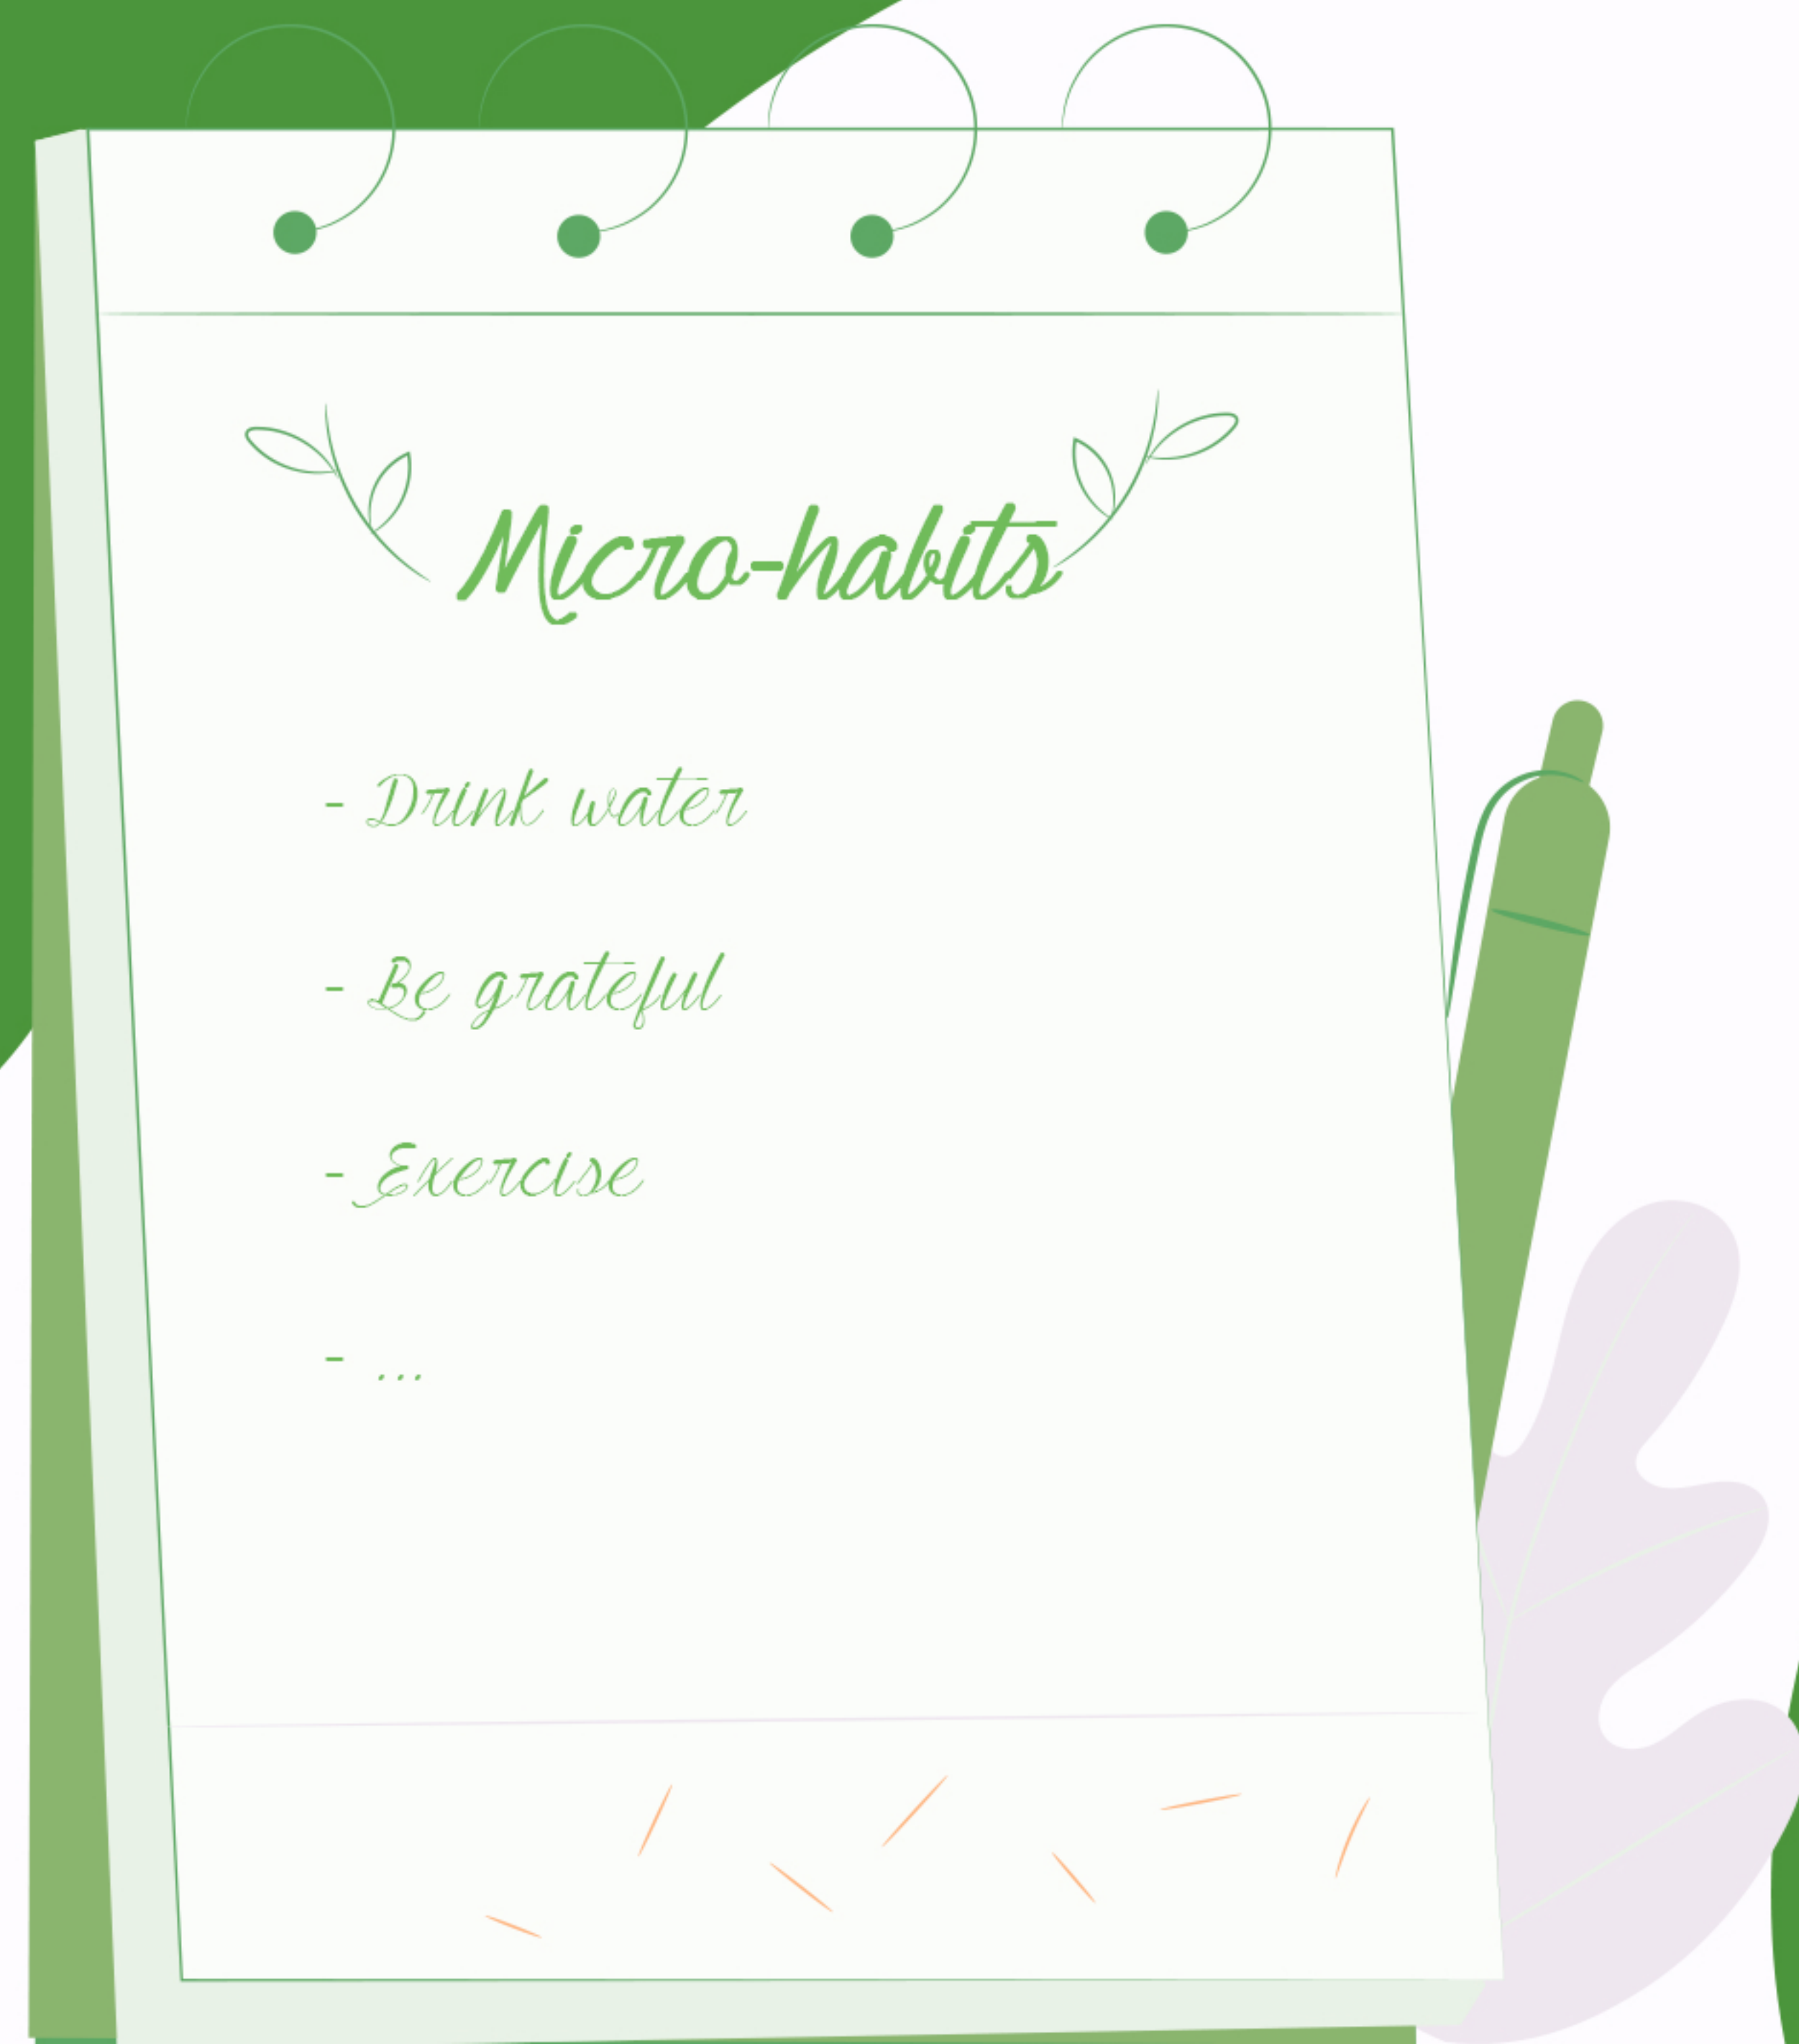 Micro-habits
- Drink water
- Be grateful
- Exercise
- ...